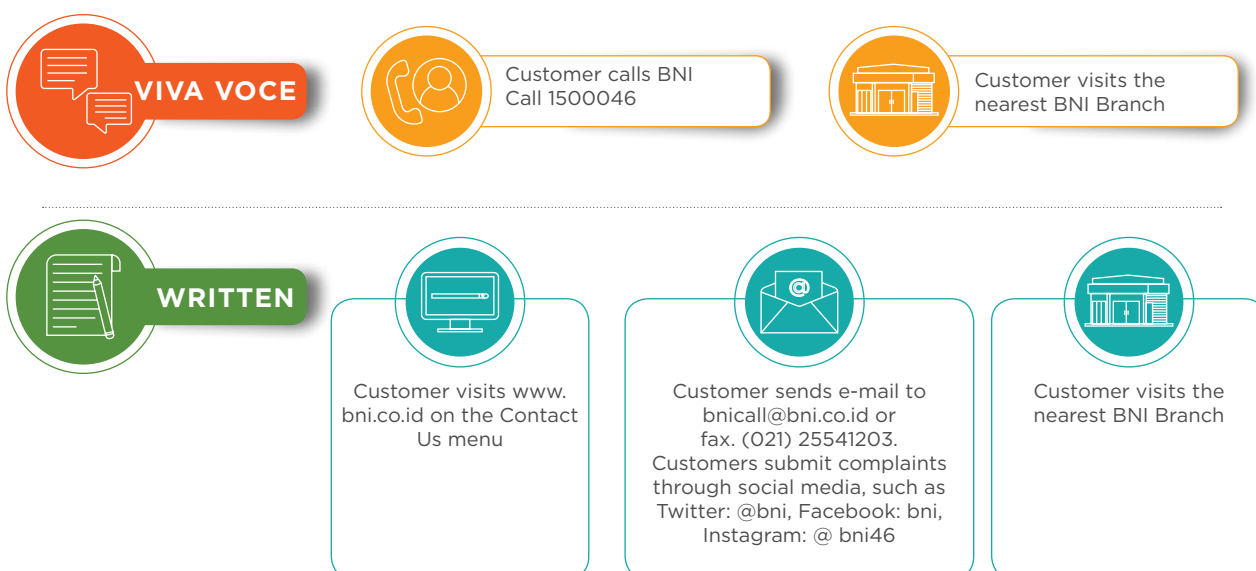 VIVA VOCE
Customer calls BNI
Call 1500046
Customer visits the
nearest BNI Branch
WRITTEN
Customer visits www.
bni.co.id on the Contact
Us menu
@
Customer sends e-mail to
bnicall@bni.co.id or
fax. (021) 25541203.
Customers submit complaints
through social media, such as
Twitter: @bni, Facebook: bni,
Instagram: @ bni46
Customer visits the
nearest BNI Branch